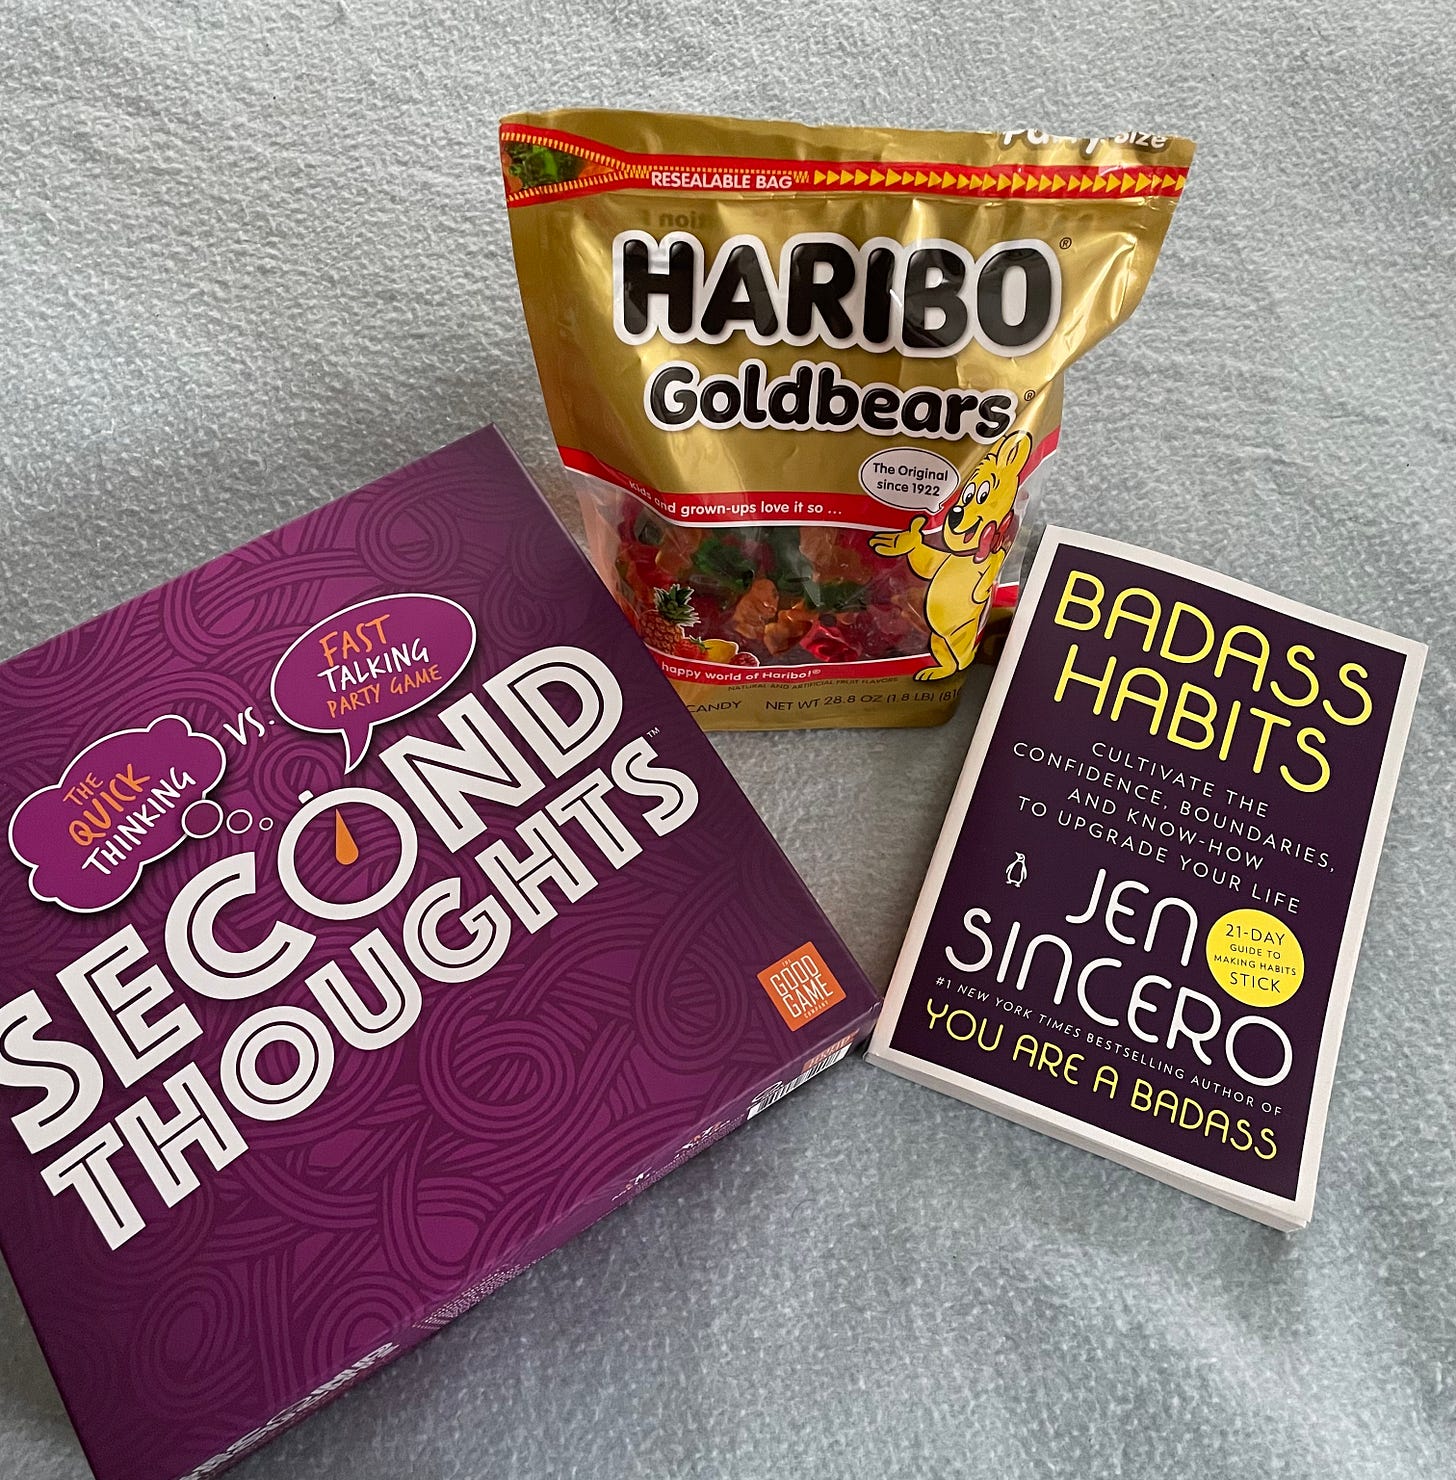 Party Size
RESEALABLE BAG
HARIBO®
Goldbears®
The Original
since 1922
Kids and grown-ups love it so ...
happy world of Haribo!®
NATURAL AND ARTIFICIAL FRUIT FLAVORS
CANDY NET WT 28.8 OZ (1.8 LB)
THE
QUICK
THINKING
VS.
FAST
TALKING
PARTY GAME
SECOND
THOUGHTS™
THE
GOOD
GAME
COMPANY
BADASS
HABITS
CULTIVATE THE
CONFIDENCE, BOUNDARIES,
AND KNOW-HOW
TO UPGRADE YOUR LIFE
JEN
SINCERO
21-DAY
GUIDE TO
MAKING HABITS
STICK
#1 NEW YORK TIMES BESTSELLING AUTHOR OF
YOU ARE A BADASS